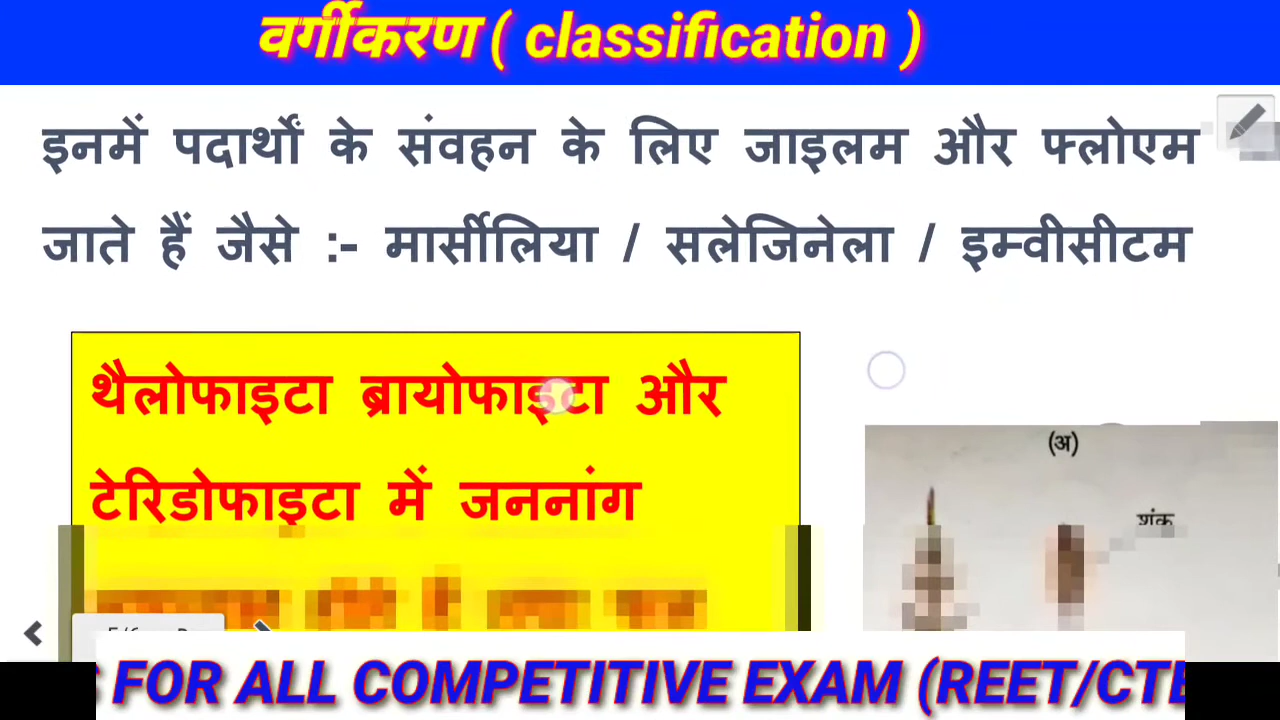 वर्गीकरण ( classification )
इनमें पदार्थों के संवहन के लिए जाइलम और फ्लोएम
जाते हैं जैसे :- मार्सीलिया / सलेजिनेला / इम्वीसीटम
थैलोफाइटा ब्रायोफाइटा और
टेरिडोफाइटा में जननांग
(अ)
शंकु
FOR ALL COMPETITIVE EXAM (REET/CTE